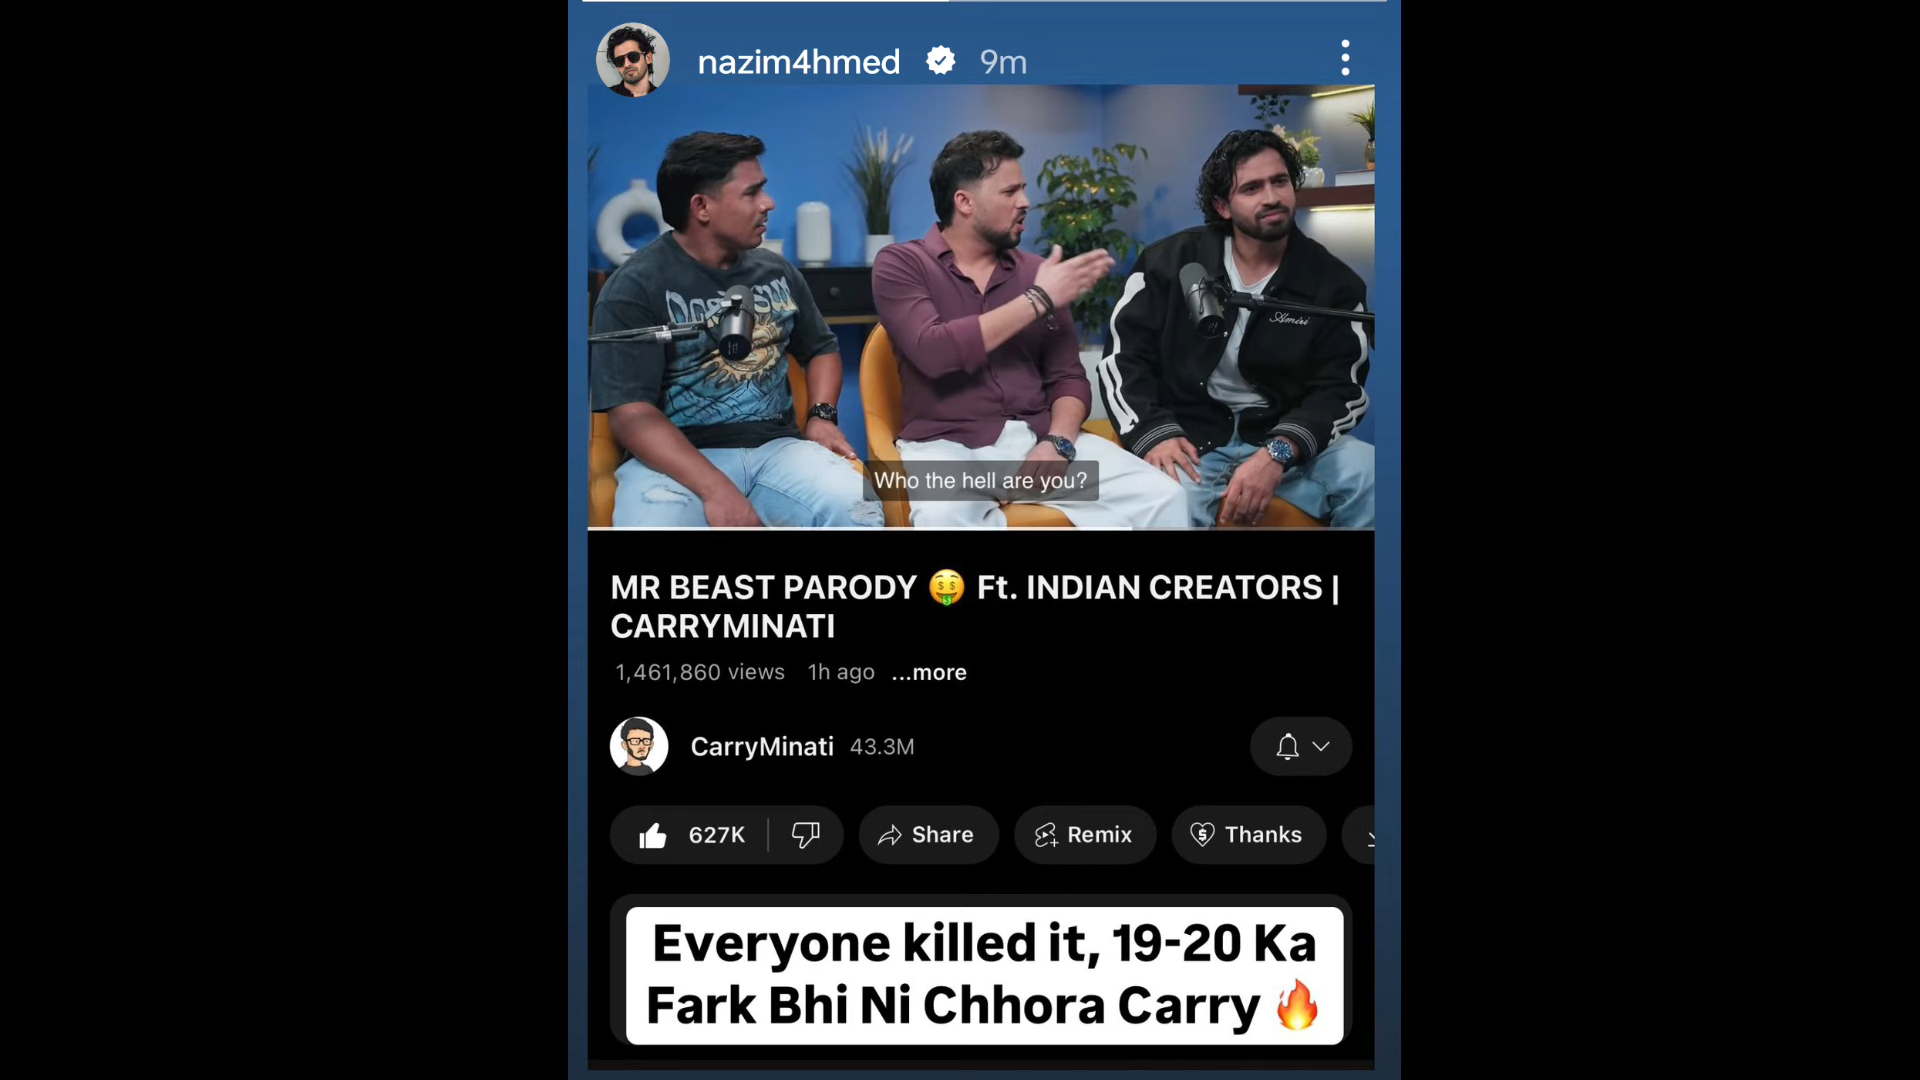 nazim4hmed 9m
Amiri
Who the hell are you?
MR BEAST PARODY 🤑 Ft. INDIAN CREATORS |
CARRYMINATI
1,461,860 views 1h ago ...more
CarryMinati 43.3M
627K Share Remix Thanks
Everyone killed it, 19-20 Ka
Fark Bhi Ni Chhora Carry 🔥